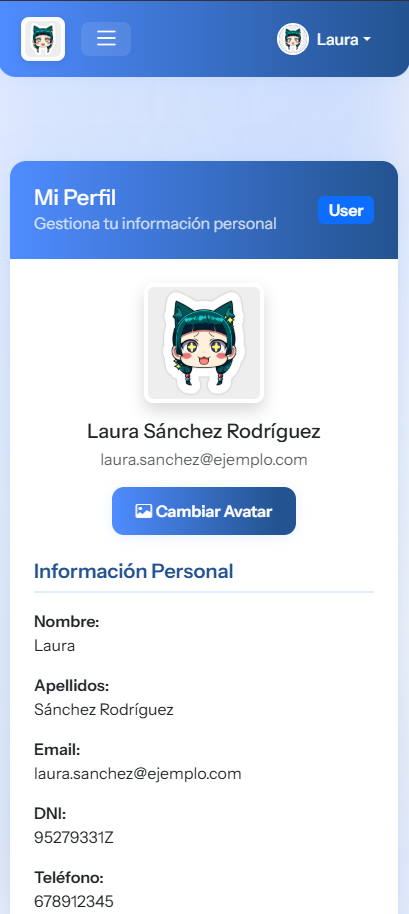 Laura
Mi Perfil
Gestiona tu información personal
User
Laura Sánchez Rodríguez
laura.sanchez@ejemplo.com
Cambiar Avatar
Información Personal
Nombre:
Laura
Apellidos:
Sánchez Rodríguez
Email:
laura.sanchez@ejemplo.com
DNI:
95279331Z
Teléfono:
678912345